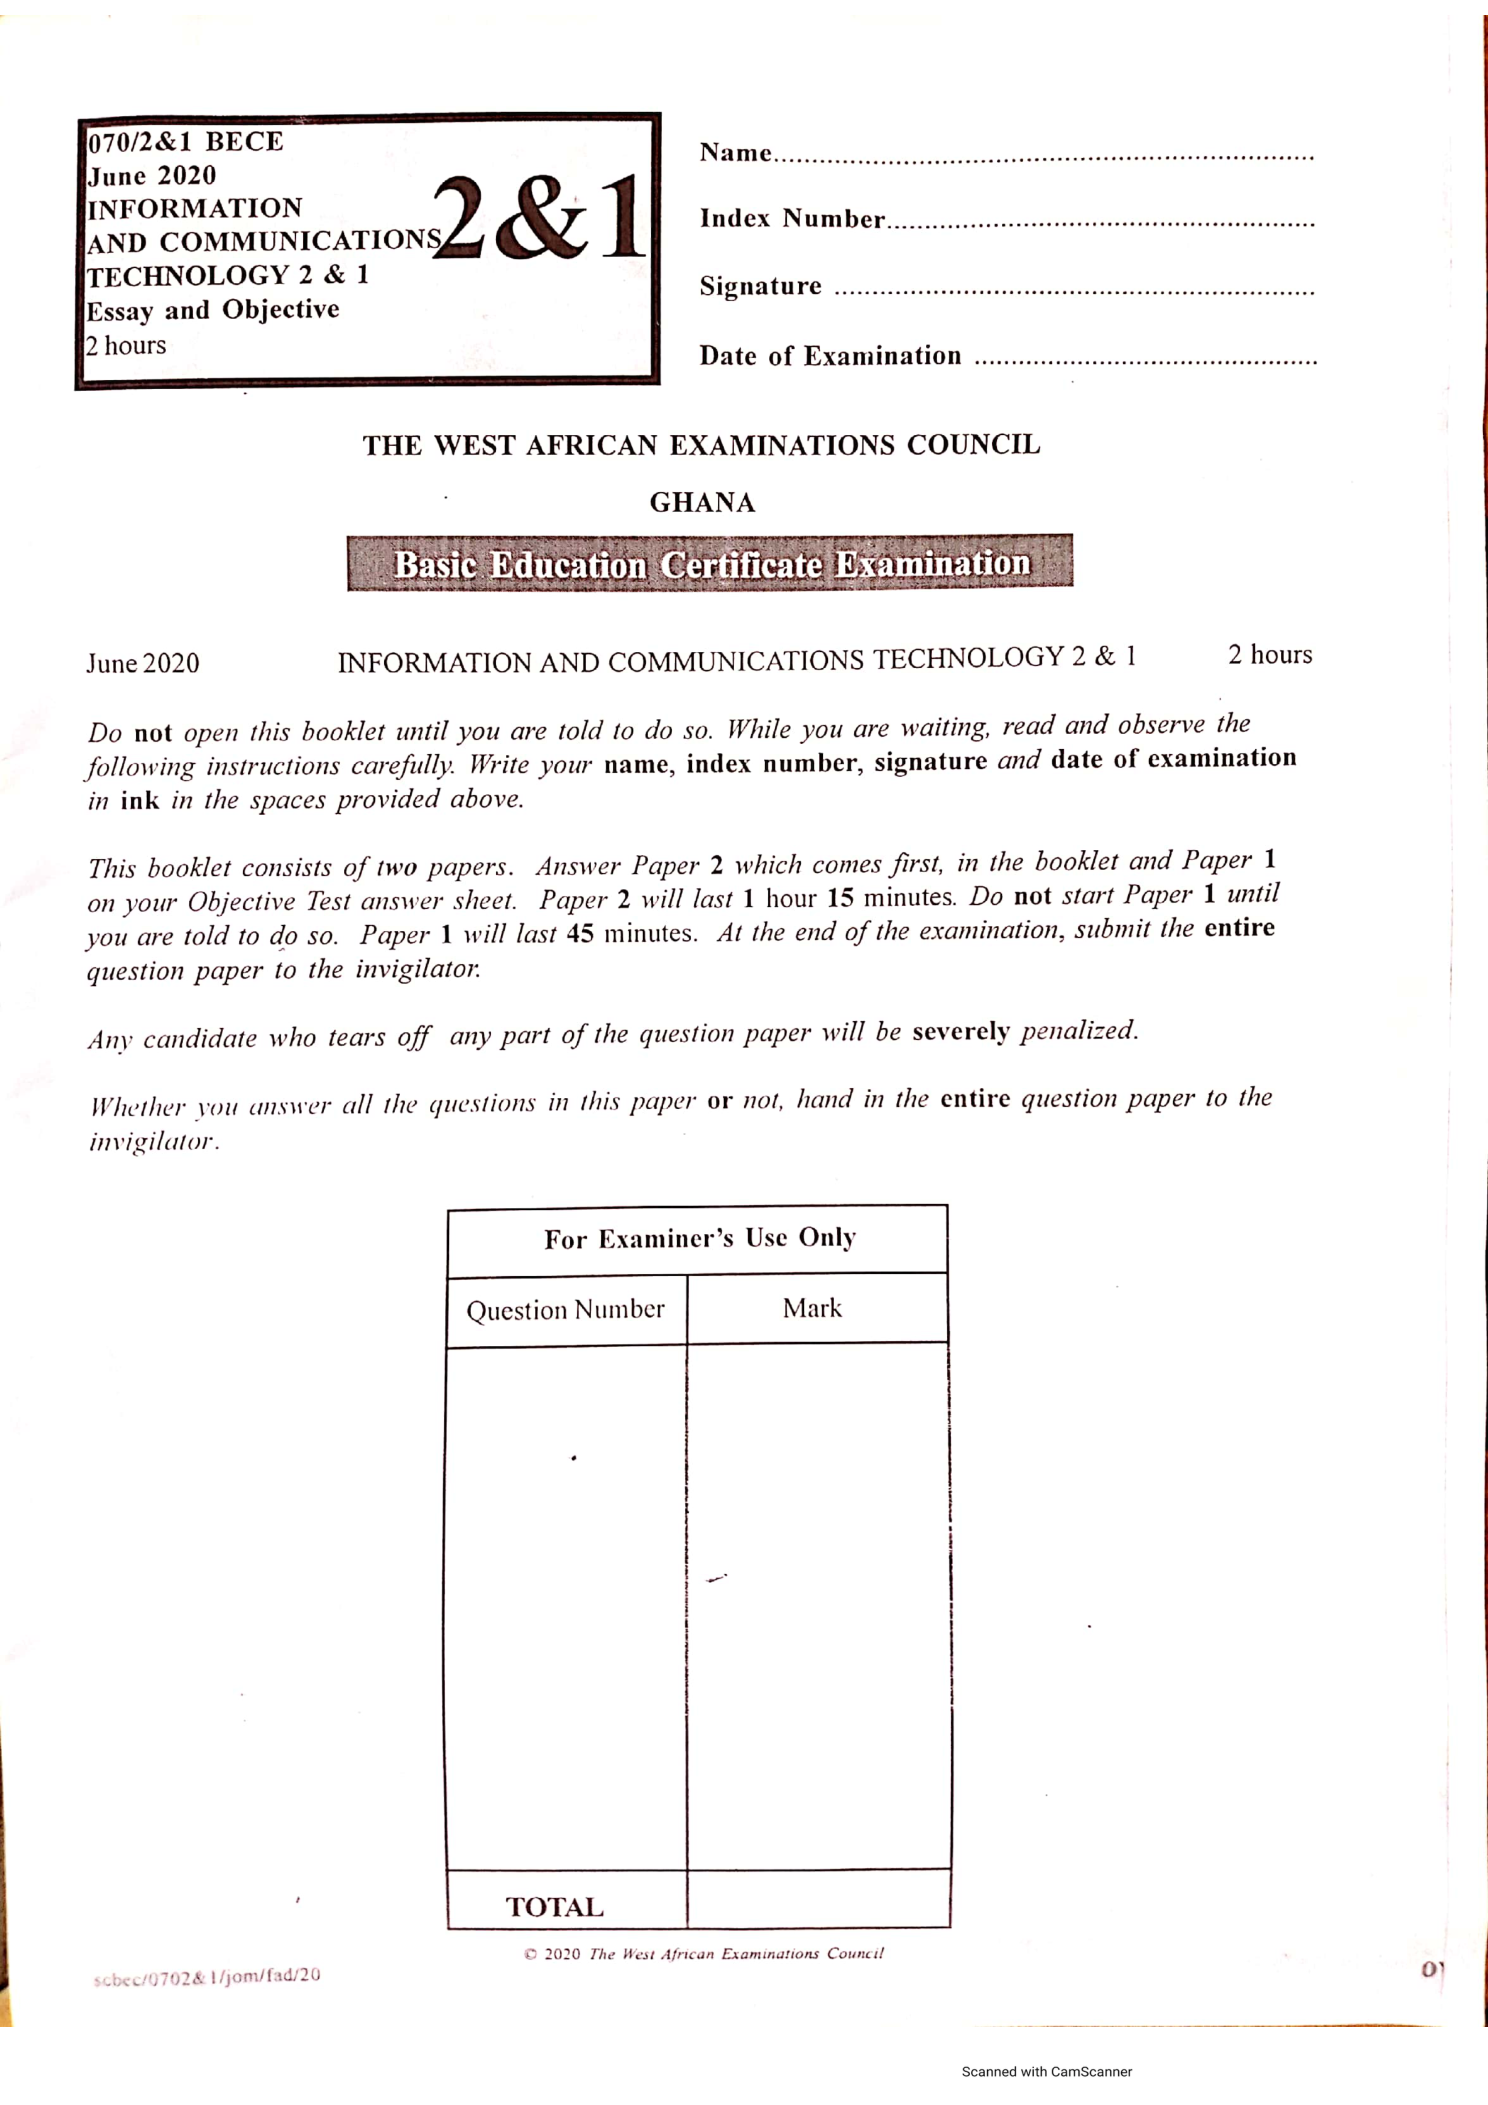 070/2&1 BECE
June 2020
INFORMATION
AND COMMUNICATIONS
TECHNOLOGY 2 & 1
Essay and Objective
2 hours
2&1
Name............................................................
Index Number............................................................
Signature ............................................................
Date of Examination ............................................................
THE WEST AFRICAN EXAMINATIONS COUNCIL
GHANA
Basic Education Certificate Examination
June 2020 INFORMATION AND COMMUNICATIONS TECHNOLOGY 2 & 1 2 hours
Do not open this booklet until you are told to do so. While you are waiting, read and observe the
following instructions carefully. Write your name, index number, signature and date of examination
in ink in the spaces provided above.
This booklet consists of two papers. Answer Paper 2 which comes first, in the booklet and Paper 1
on your Objective Test answer sheet. Paper 2 will last 1 hour 15 minutes. Do not start Paper 1 until
you are told to do so. Paper 1 will last 45 minutes. At the end of the examination, submit the entire
question paper to the invigilator.
Any candidate who tears off any part of the question paper will be severely penalized.
Whether you answer all the questions in this paper or not, hand in the entire question paper to the
invigilator.
For Examiner's Use Only
Question Number Mark
TOTAL
© 2020 The West African Examinations Council
scbec/0702&1/jom/fad/20
Scanned with CamScanner